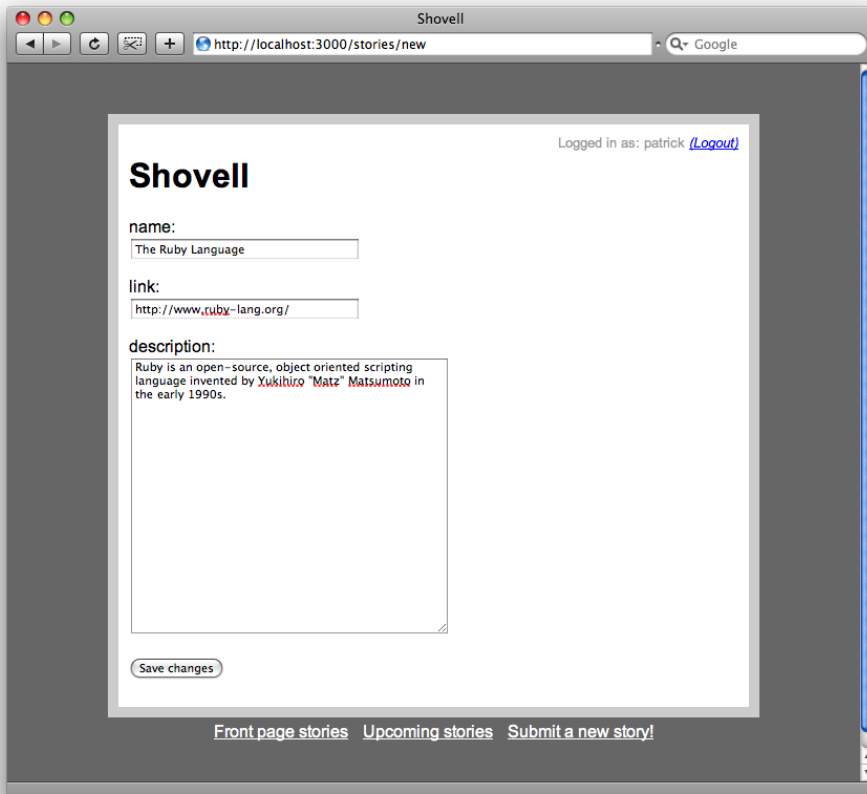 Shovell
http://localhost:3000/stories/new
Google
Logged in as: patrick (Logout)
Shovell
name:
The Ruby Language
link:
http://www.ruby-lang.org/
description:
Ruby is an open-source, object oriented scripting
language invented by Yukihiro "Matz" Matsumoto in
the early 1990s.
Save changes
Front page stories Upcoming stories Submit a new story!